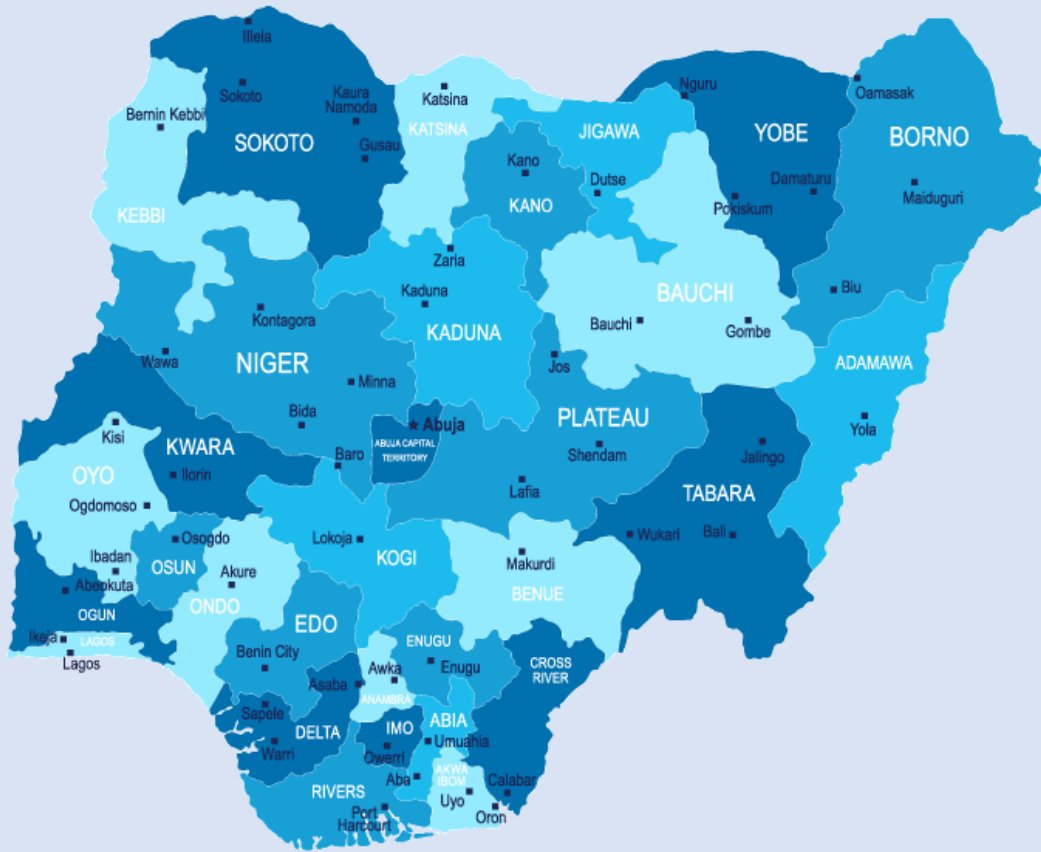 Illela
Sokoto
Kaura
Namoda
Gusau
SOKOTO
Bernin Kebbi
KEBBI
Katsina
KATSINA
JIGAWA
Kano
KANO
Dutse
Nguru
YOBE
Damaturu
Pokiskum
Oamasak
BORNO
Maiduguri
Biu
Zaria
Kaduna
KADUNA
BAUCHI
Bauchi
Gombe
ADAMAWA
Yola
Kontagora
Wawa
NIGER
Minna
Bida
Baro
Abuja
ABUJA CAPITAL
TERRITORY
Jos
PLATEAU
Shendam
Lafia
Jalingo
TABARA
Wukari
Bali
Kisi
KWARA
Ilorin
OYO
Ogdomoso
Ibadan
Osogdo
OSUN
Abeokuta
OGUN
Ikeja
LAGOS
Lagos
Akure
ONDO
Lokoja
KOGI
Makurdi
BENUE
EDO
Benin City
ENUGU
Enugu
Awka
ANAMBRA
Asaba
CROSS
RIVER
Sapele
DELTA
Warri
IMO
Owerri
ABIA
Umuahia
Aba
AKWA
IBOM
Uyo
Calabar
Oron
RIVERS
Port
Harcourt